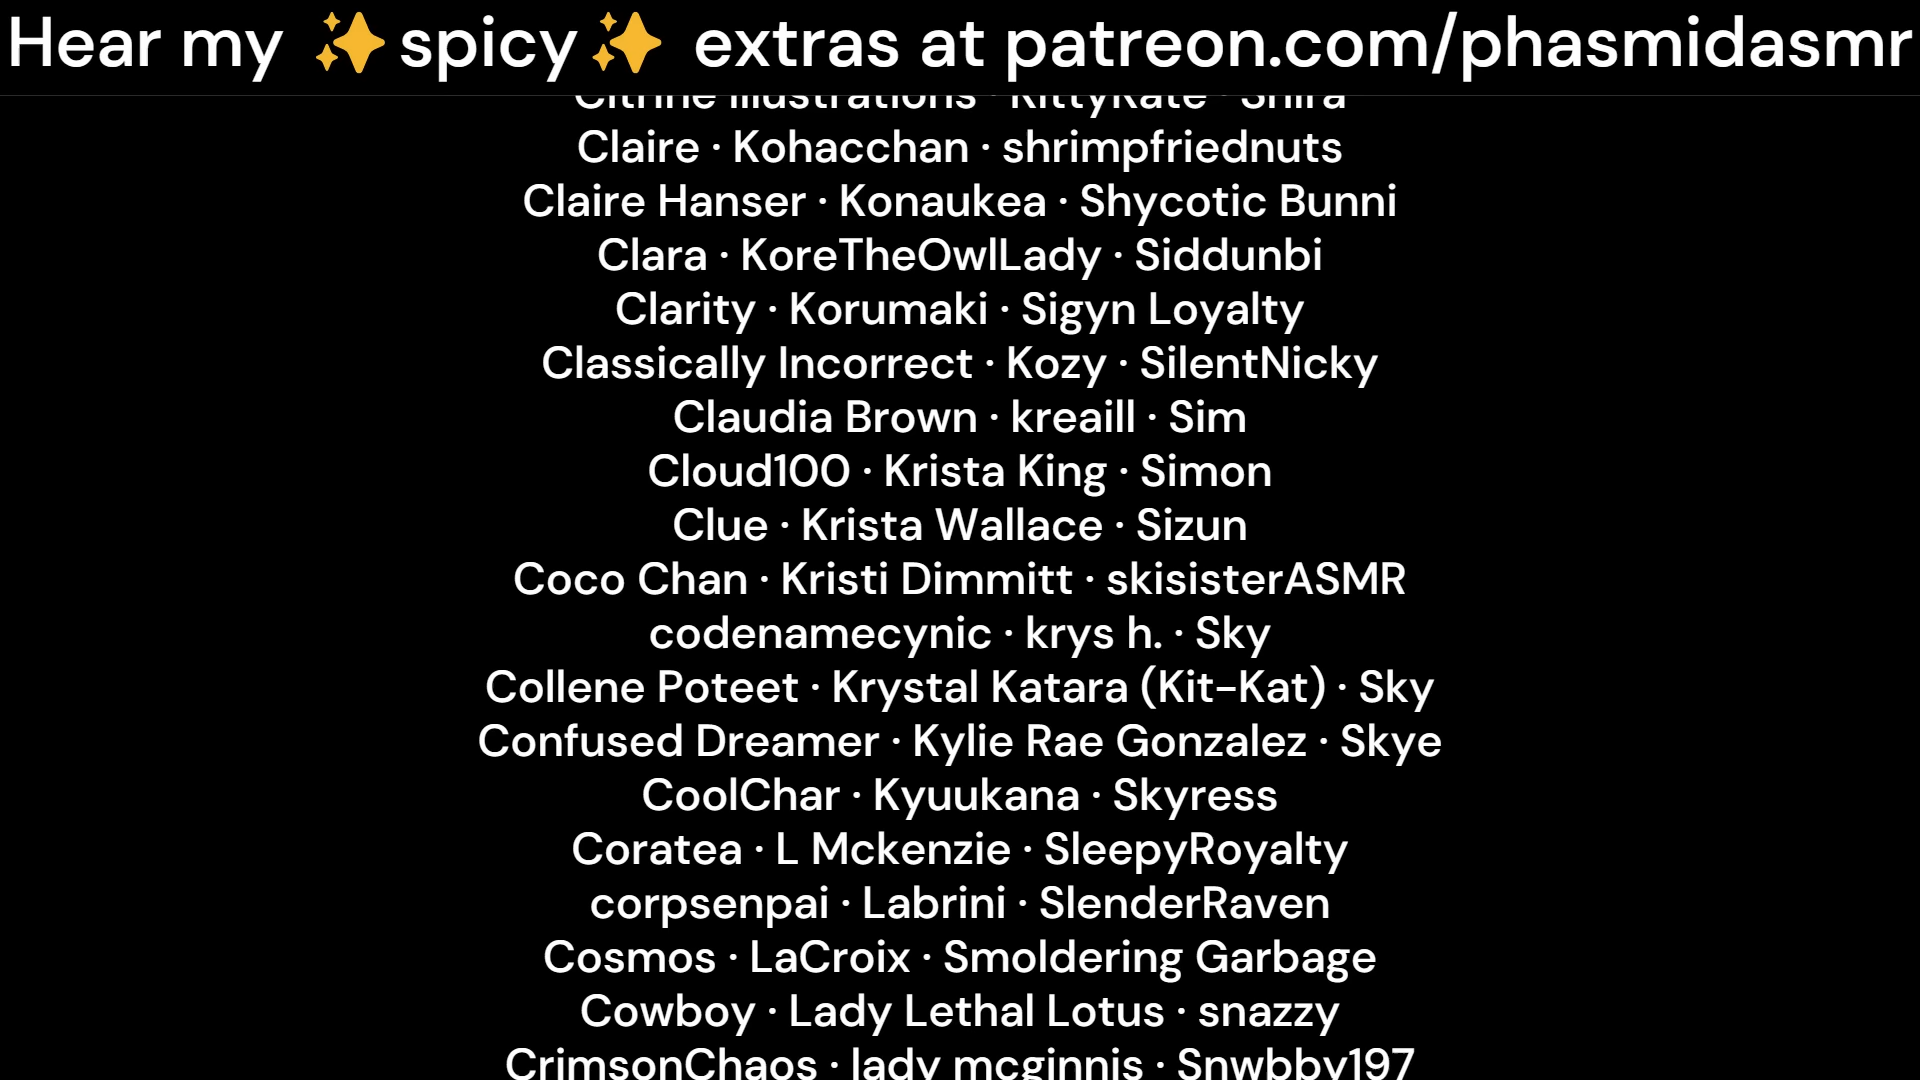 Hear my ✨spicy✨ extras at patreon.com/phasmidasmr
Citrine Illustrations · KittyKate · Shira
Claire · Kohacchan · shrimpfriednuts
Claire Hanser · Konaukea · Shycotic Bunni
Clara · KoreTheOwlLady · Siddunbi
Clarity · Korumaki · Sigyn Loyalty
Classically Incorrect · Kozy · SilentNicky
Claudia Brown · kreaill · Sim
Cloud100 · Krista King · Simon
Clue · Krista Wallace · Sizun
Coco Chan · Kristi Dimmitt · skisisterASMR
codenamecynic · krys h. · Sky
Collene Poteet · Krystal Katara (Kit-Kat) · Sky
Confused Dreamer · Kylie Rae Gonzalez · Skye
CoolChar · Kyuukana · Skyress
Coratea · L Mckenzie · SleepyRoyalty
corpsenpai · Labrini · SlenderRaven
Cosmos · LaCroix · Smoldering Garbage
Cowboy · Lady Lethal Lotus · snazzy
CrimsonChaos · lady mcginnis · Snwbby197